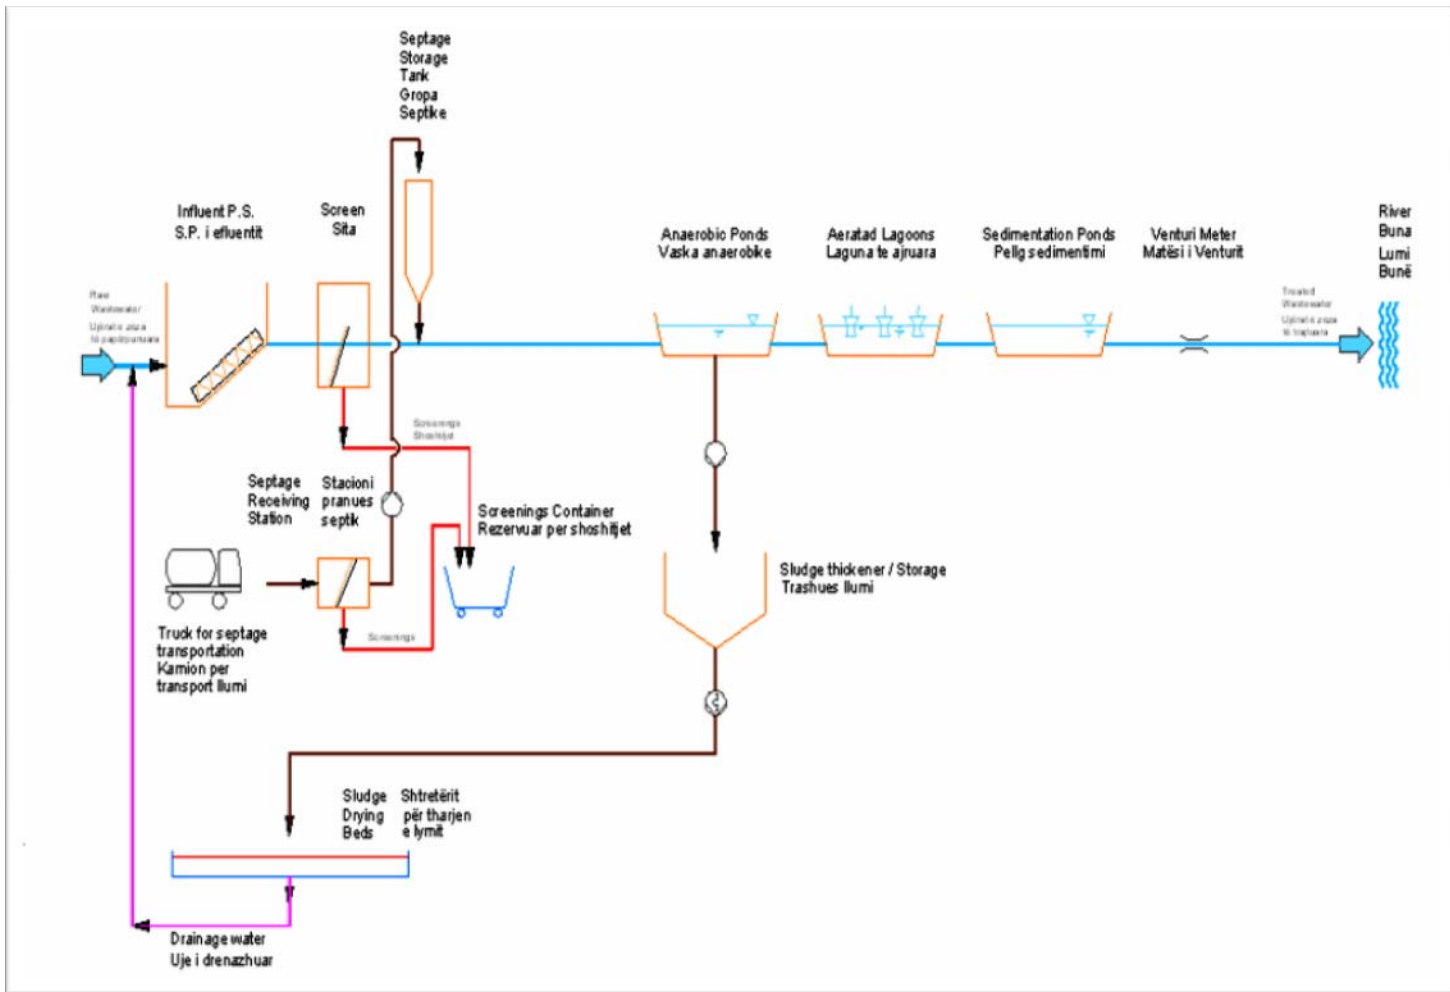 Septage
Storage
Tank
Gropa
Septike
Influent P.S.
S.P. i efluentit
Screen
Sita
Anaerobic Ponds
Vaska anaerobike
Aeratad Lagoons
Laguna te ajruara
Sedimentation Ponds
Pellg sedimentimi
Venturi Meter
Matësi i Venturit
River
Buna
Lumi
Bunë
Raw
Wastewater
Treated
Wastewater
Screenings
Septage
Receiving
Station
Stacioni
pranues
septik
Screenings Container
Rezervuar per shoshitjet
Screenings
Truck for septage
transportation
Kamion per
transport llumi
Sludge thickener / Storage
Trashues llumi
Sludge
Drying
Beds
Shtretërit
për tharjen
e lymit
Drainage water
Uje i drenazhuar